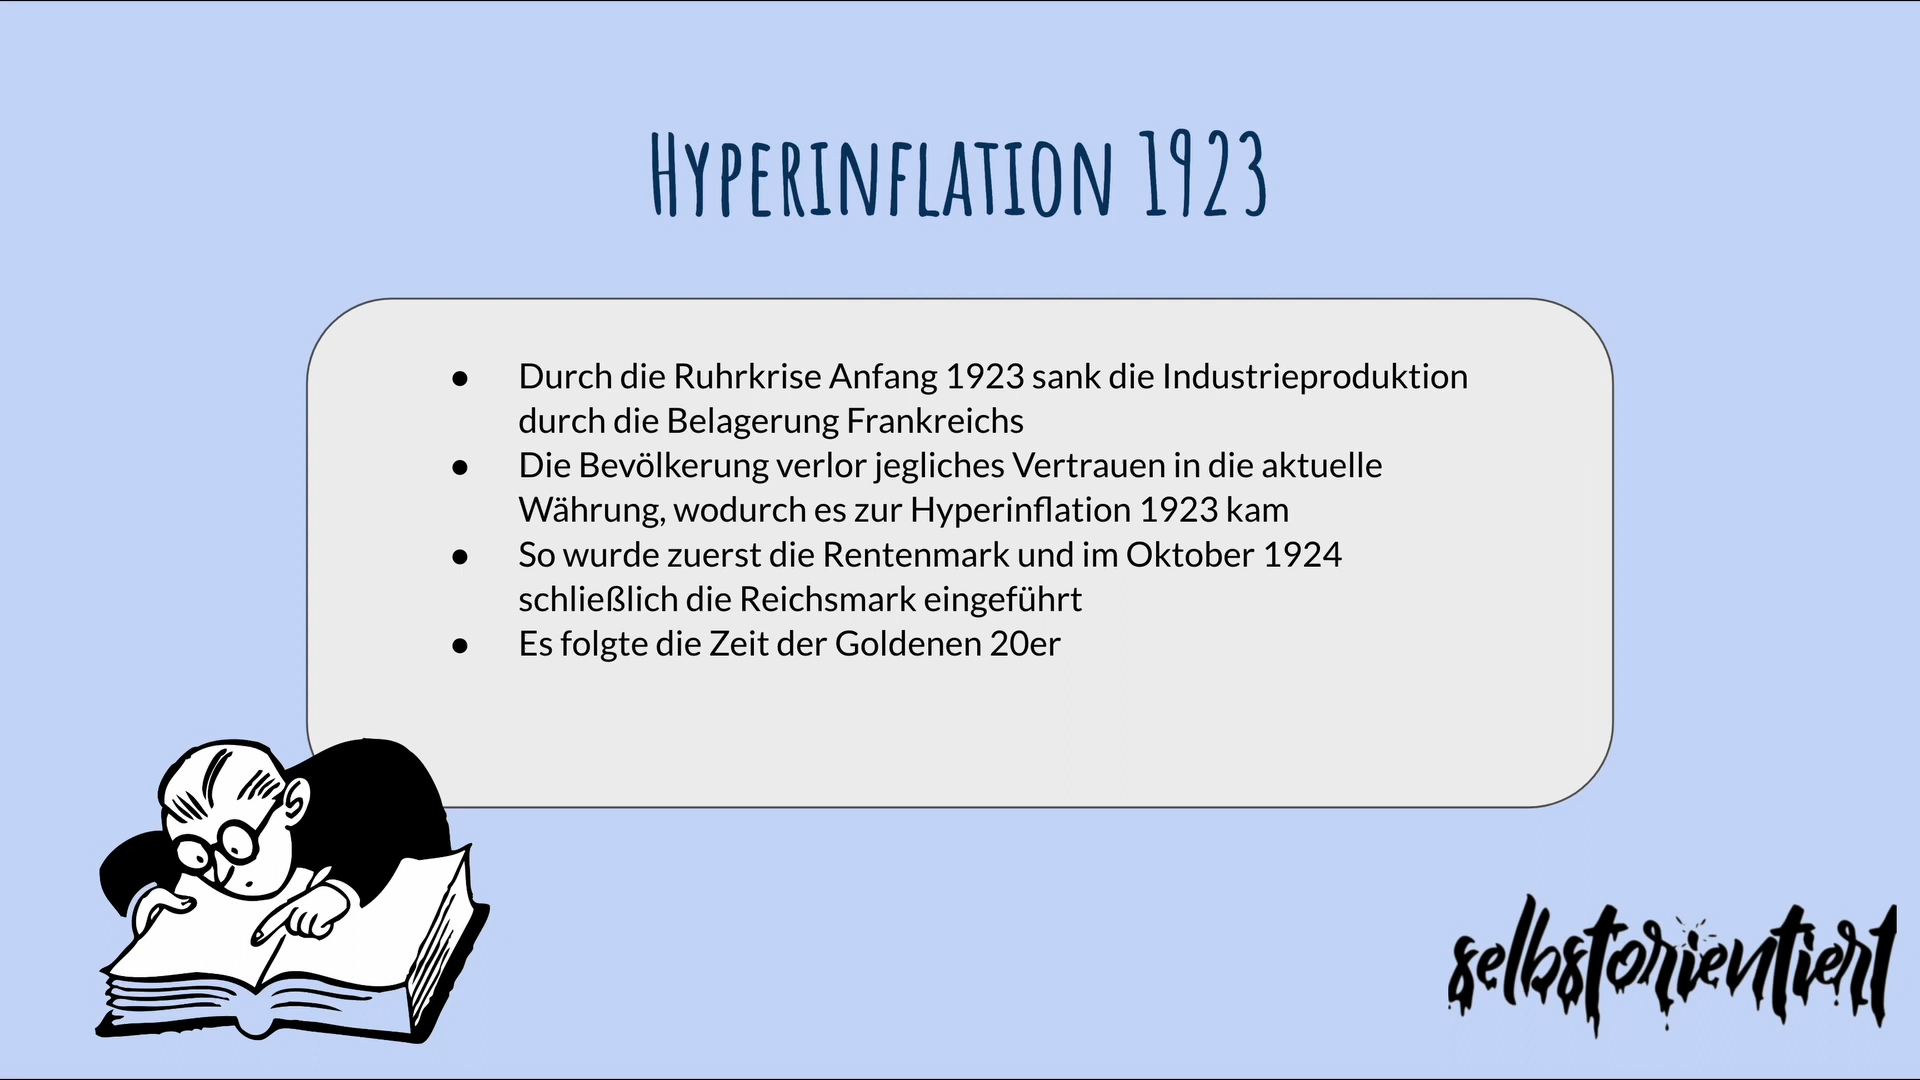 Hyperinflation 1923
● Durch die Ruhrkrise Anfang 1923 sank die Industrieproduktion
durch die Belagerung Frankreichs
● Die Bevölkerung verlor jegliches Vertrauen in die aktuelle
Währung, wodurch es zur Hyperinflation 1923 kam
● So wurde zuerst die Rentenmark und im Oktober 1924
schließlich die Reichsmark eingeführt
● Es folgte die Zeit der Goldenen 20er
selbstorientiert